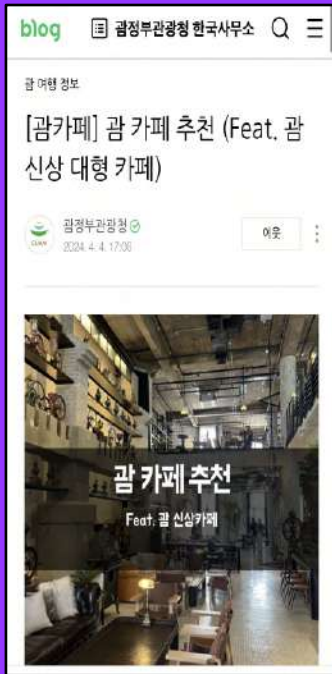 blog 괌정부관광청 한국사무소
괌 여행 정보
[괌카페] 괌 카페 추천 (Feat. 괌
신상 대형 카페)
괌정부관광청
이웃
2024. 4. 4. 17:06
괌 카페 추천
Feat. 괌 신상카페